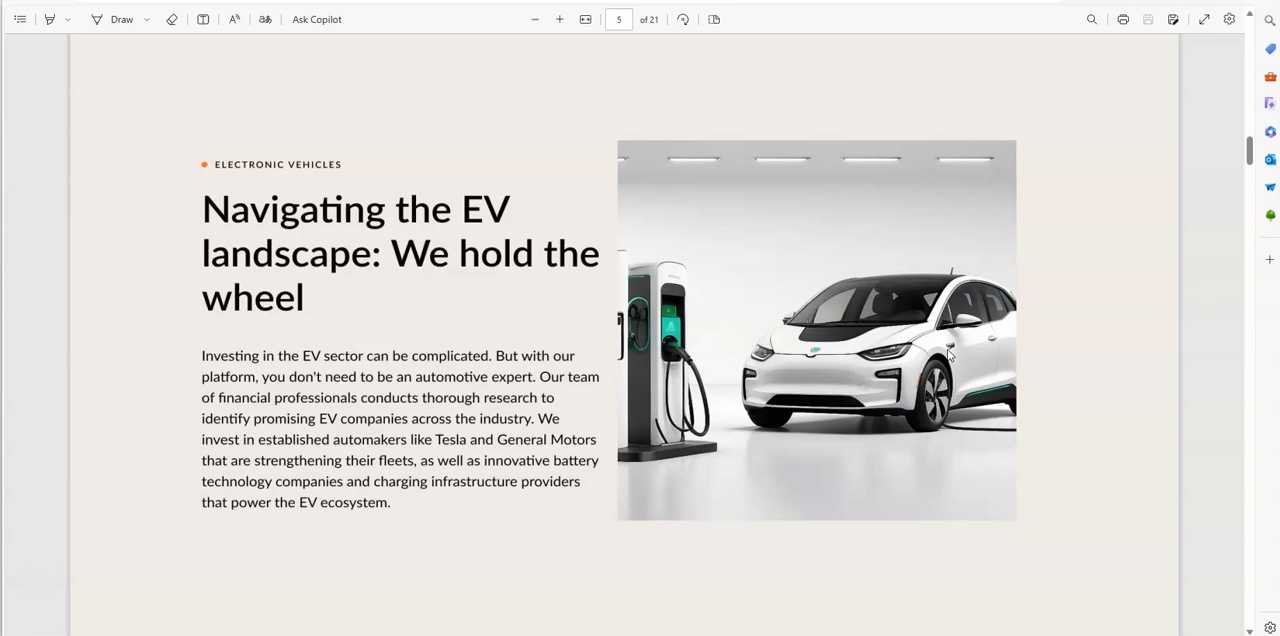 Draw
Ask Copilot
5 of 21
ELECTRONIC VEHICLES
Navigating the EV
landscape: We hold the
wheel
Investing in the EV sector can be complicated. But with our
platform, you don't need to be an automotive expert. Our team
of financial professionals conducts thorough research to
identify promising EV companies across the industry. We
invest in established automakers like Tesla and General Motors
that are strengthening their fleets, as well as innovative battery
technology companies and charging infrastructure providers
that power the EV ecosystem.